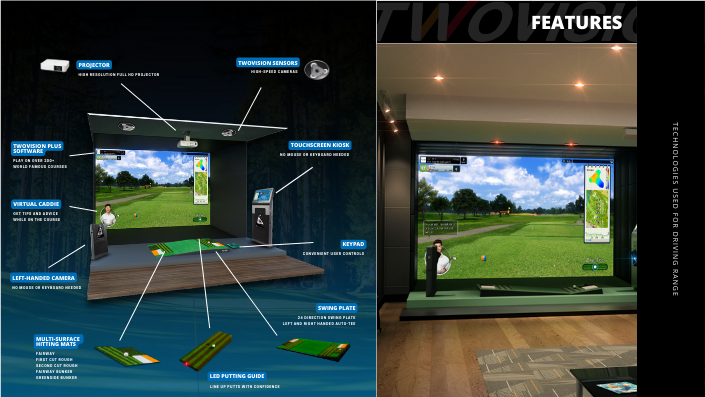 PROJECTOR
HIGH RESOLUTION FULL HD PROJECTOR
TWOVISION SENSORS
HIGH-SPEED CAMERAS
TWOVISION PLUS
SOFTWARE
PLAY ON OVER 200+
WORLD FAMOUS COURSES
TOUCHSCREEN KIOSK
NO MOUSE OR KEYBOARD NEEDED
VIRTUAL CADDIE
GET TIPS AND ADVICE
WHILE ON THE COURSE
KEYPAD
CONVENIENT USER CONTROLS
LEFT-HANDED CAMERA
NO MOUSE OR KEYBOARD NEEDED
SWING PLATE
24 DIRECTION SWING PLATE
LEFT AND RIGHT HANDED AUTO-TEE
MULTI-SURFACE
HITTING MATS
FAIRWAY
FIRST CUT ROUGH
SECOND CUT ROUGH
FAIRWAY BUNKER
GREENSIDE BUNKER
LED PUTTING GUIDE
LINE UP PUTTS WITH CONFIDENCE
TWOVISIO
FEATURES
TECHNOLOGIES USED FOR DRIVING RANGE